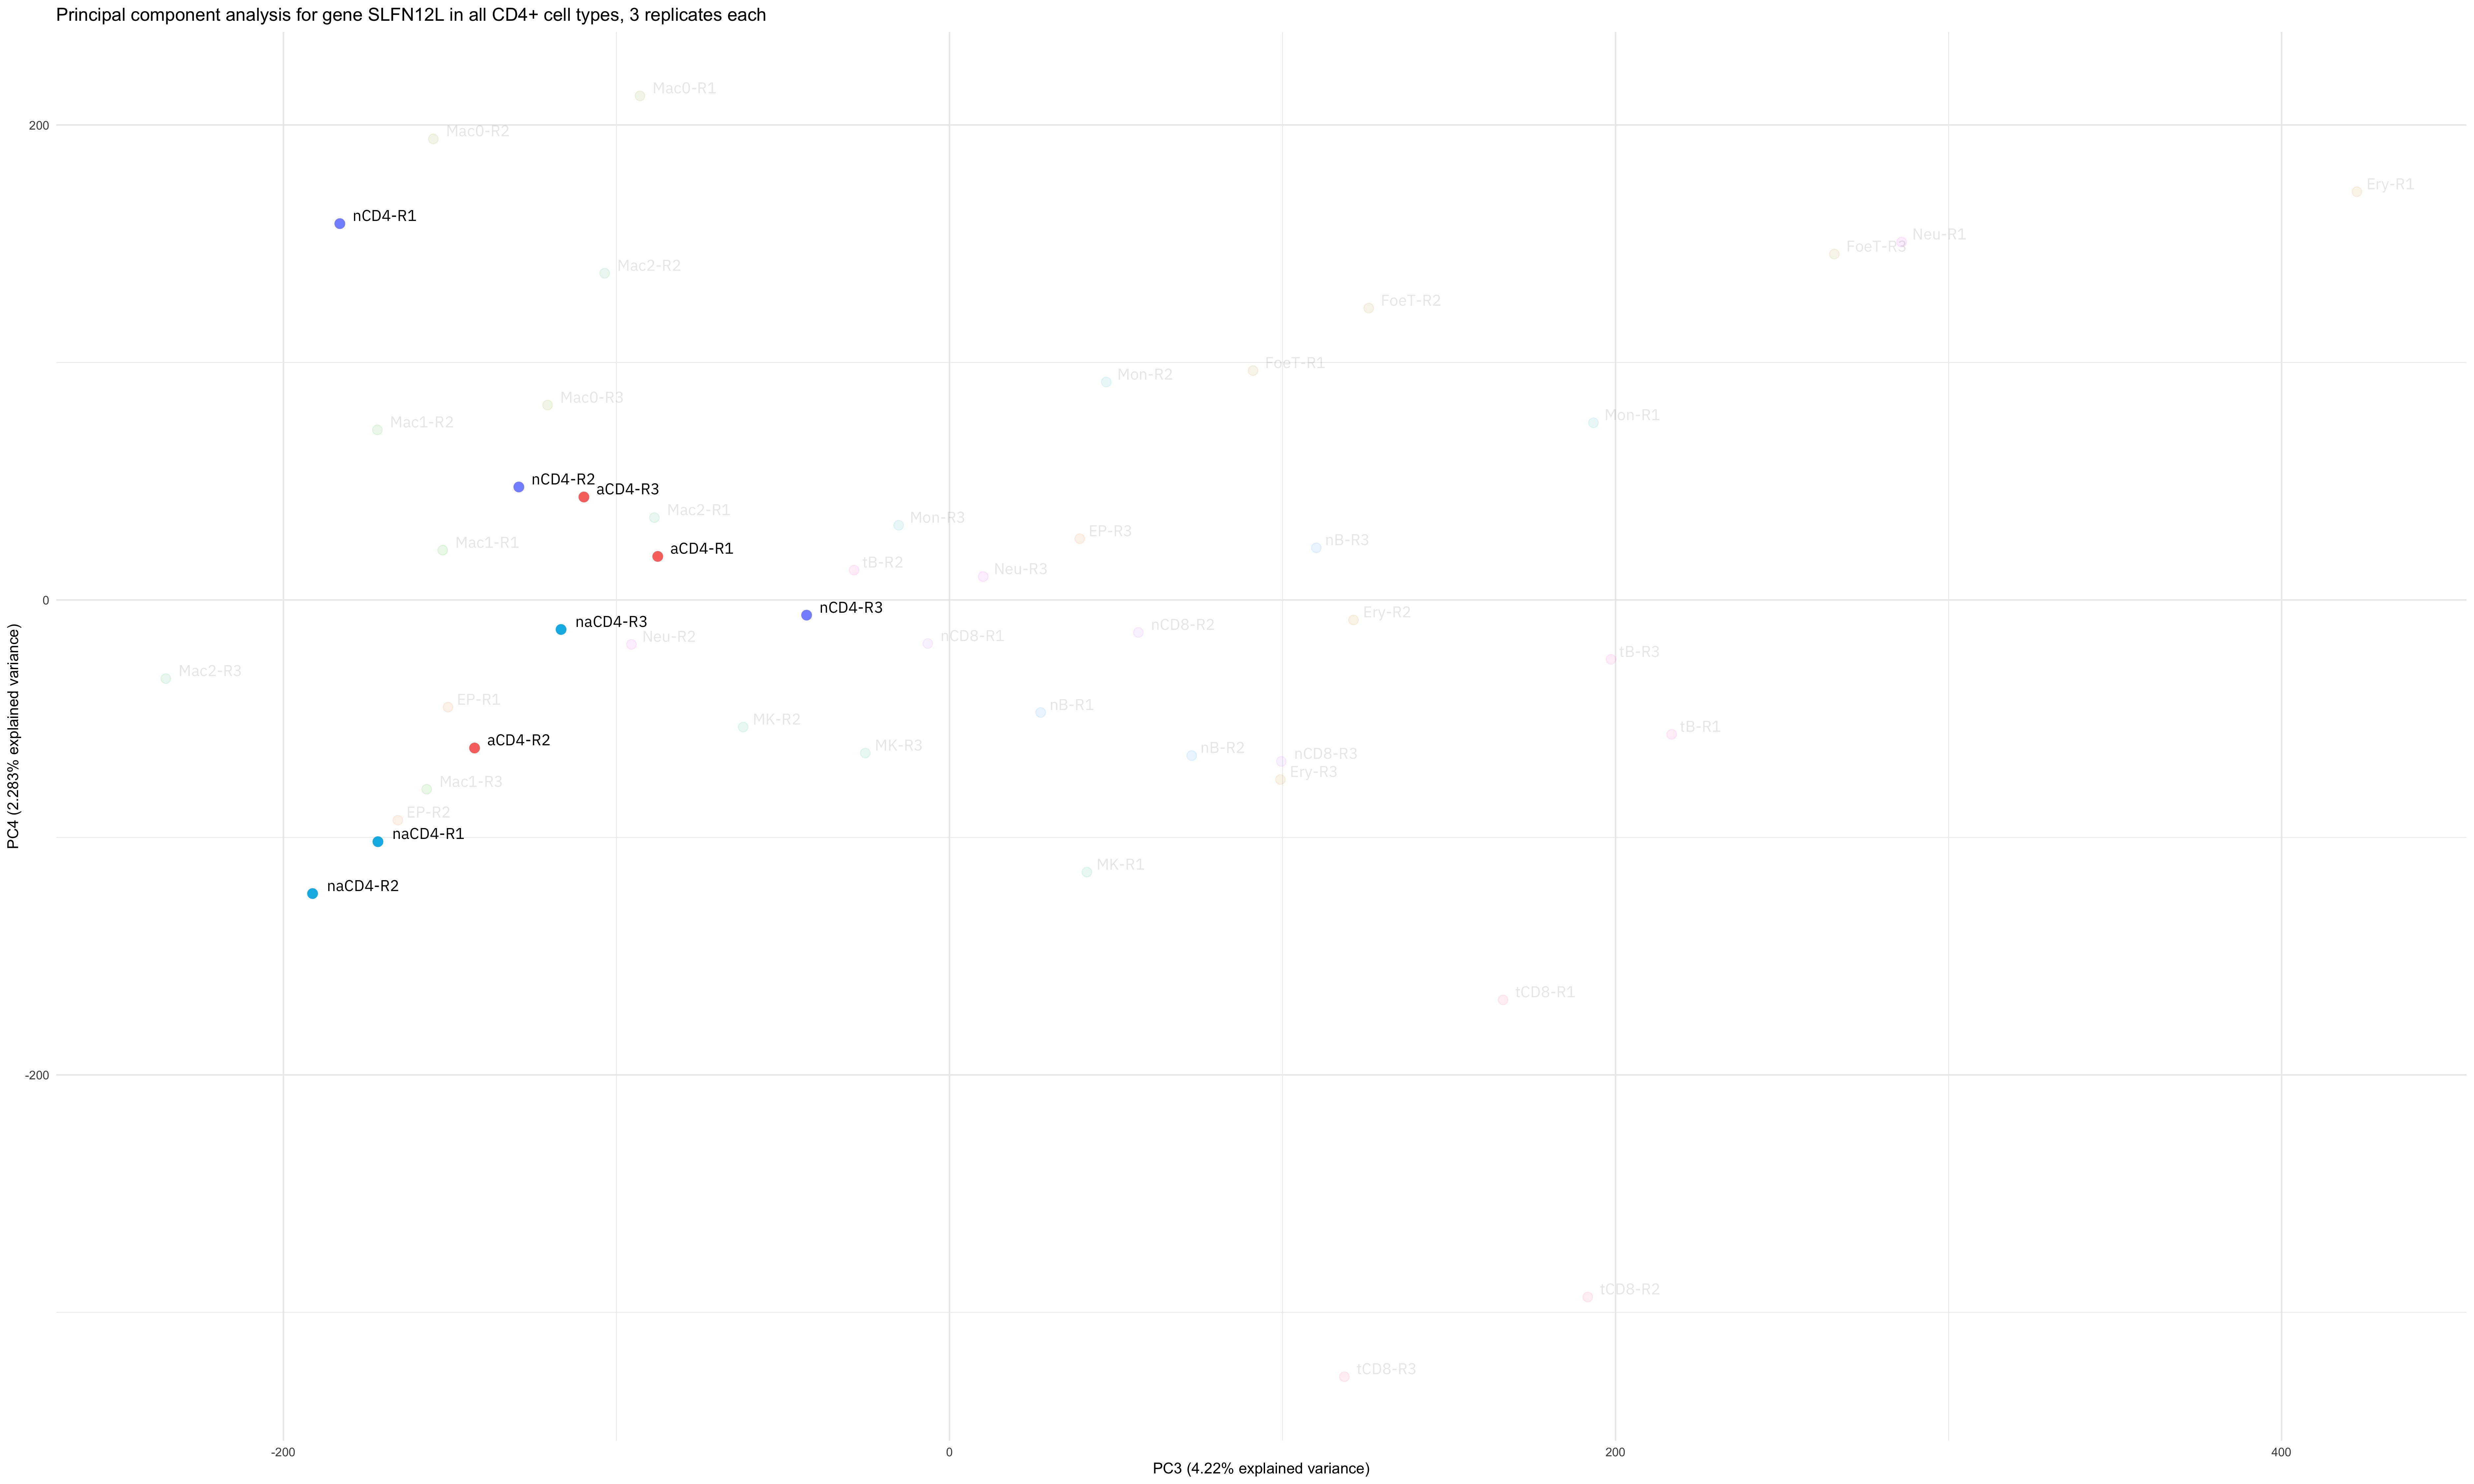 Principal component analysis for gene SLFN12L in all CD4+ cell types, 3 replicates each
Mac0-R1
200
Mac0-R2
Ery-R1
nCD4-R1
Neu-R1
FoeT-R3
Mac2-R2
FoeT-R2
FoeT-R1
Mon-R2
Mac0-R3
Mon-R1
Mac1-R2
nCD4-R2
aCD4-R3
Mac2-R1
Mon-R3
EP-R3
nB-R3
Mac1-R1
aCD4-R1
tB-R2
Neu-R3
0
nCD4-R3
Ery-R2
naCD4-R3
nCD8-R2
Neu-R2
nCD8-R1
tB-R3
Mac2-R3
EP-R1
nB-R1
MK-R2
tB-R1
aCD4-R2
MK-R3
nB-R2
nCD8-R3
Ery-R3
Mac1-R3
EP-R2
naCD4-R1
MK-R1
naCD4-R2
tCD8-R1
-200
tCD8-R2
tCD8-R3
PC4 (2.283% explained variance)
-200
0
200
400
PC3 (4.22% explained variance)